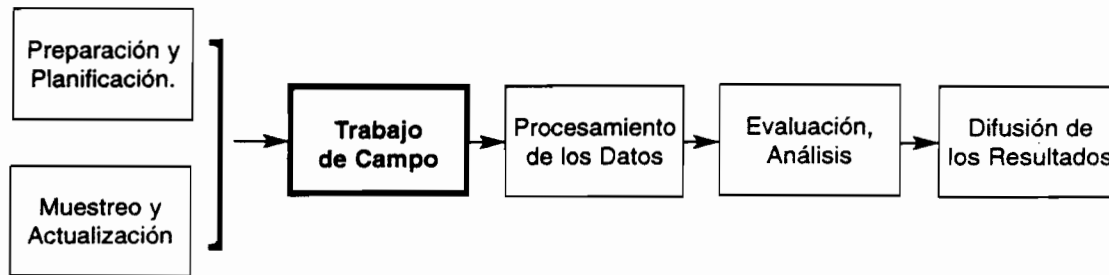 Preparación y
Planificación.
Muestreo y
Actualización
Trabajo
de Campo
Procesamiento
de los Datos
Evaluación,
Análisis
Difusión de
los Resultados